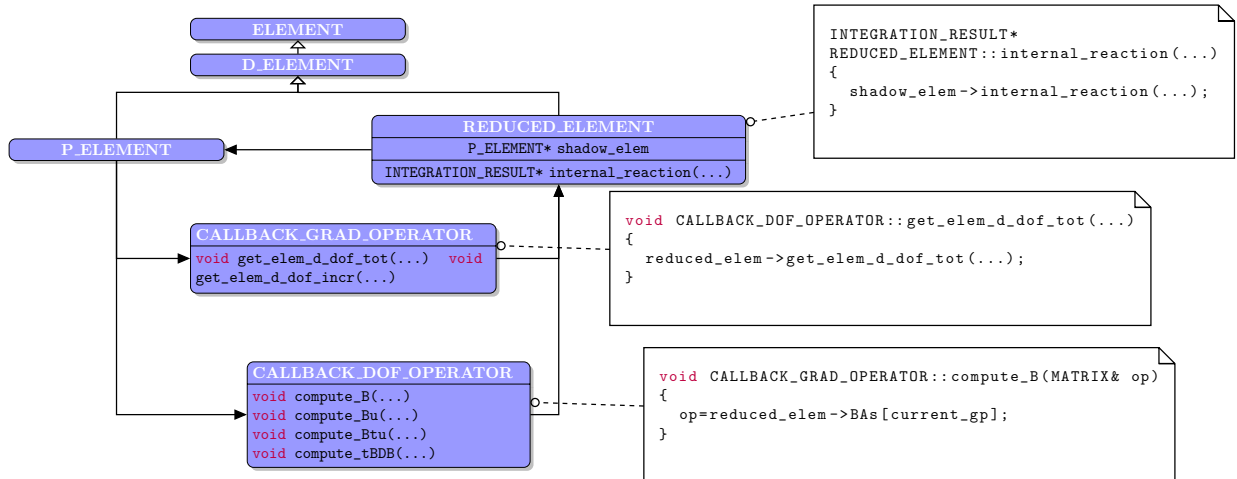 ELEMENT
D_ELEMENT
P_ELEMENT
REDUCED_ELEMENT
P_ELEMENT* shadow_elem
INTEGRATION_RESULT* internal_reaction(...)
INTEGRATION_RESULT*
REDUCED_ELEMENT::internal_reaction(...)
{
shadow_elem->internal_reaction(...);
}
CALLBACK_GRAD_OPERATOR
void get_elem_d_dof_tot(...) void
get_elem_d_dof_incr(...)
void CALLBACK_DOF_OPERATOR::get_elem_d_dof_tot(...)
{
reduced_elem->get_elem_d_dof_tot(...);
}
CALLBACK_DOF_OPERATOR
void compute_B(...)
void compute_Bu(...)
void compute_Btu(...)
void compute_tBDB(...)
void CALLBACK_GRAD_OPERATOR::compute_B(MATRIX& op)
{
op=reduced_elem->BAs[current_gp];
}